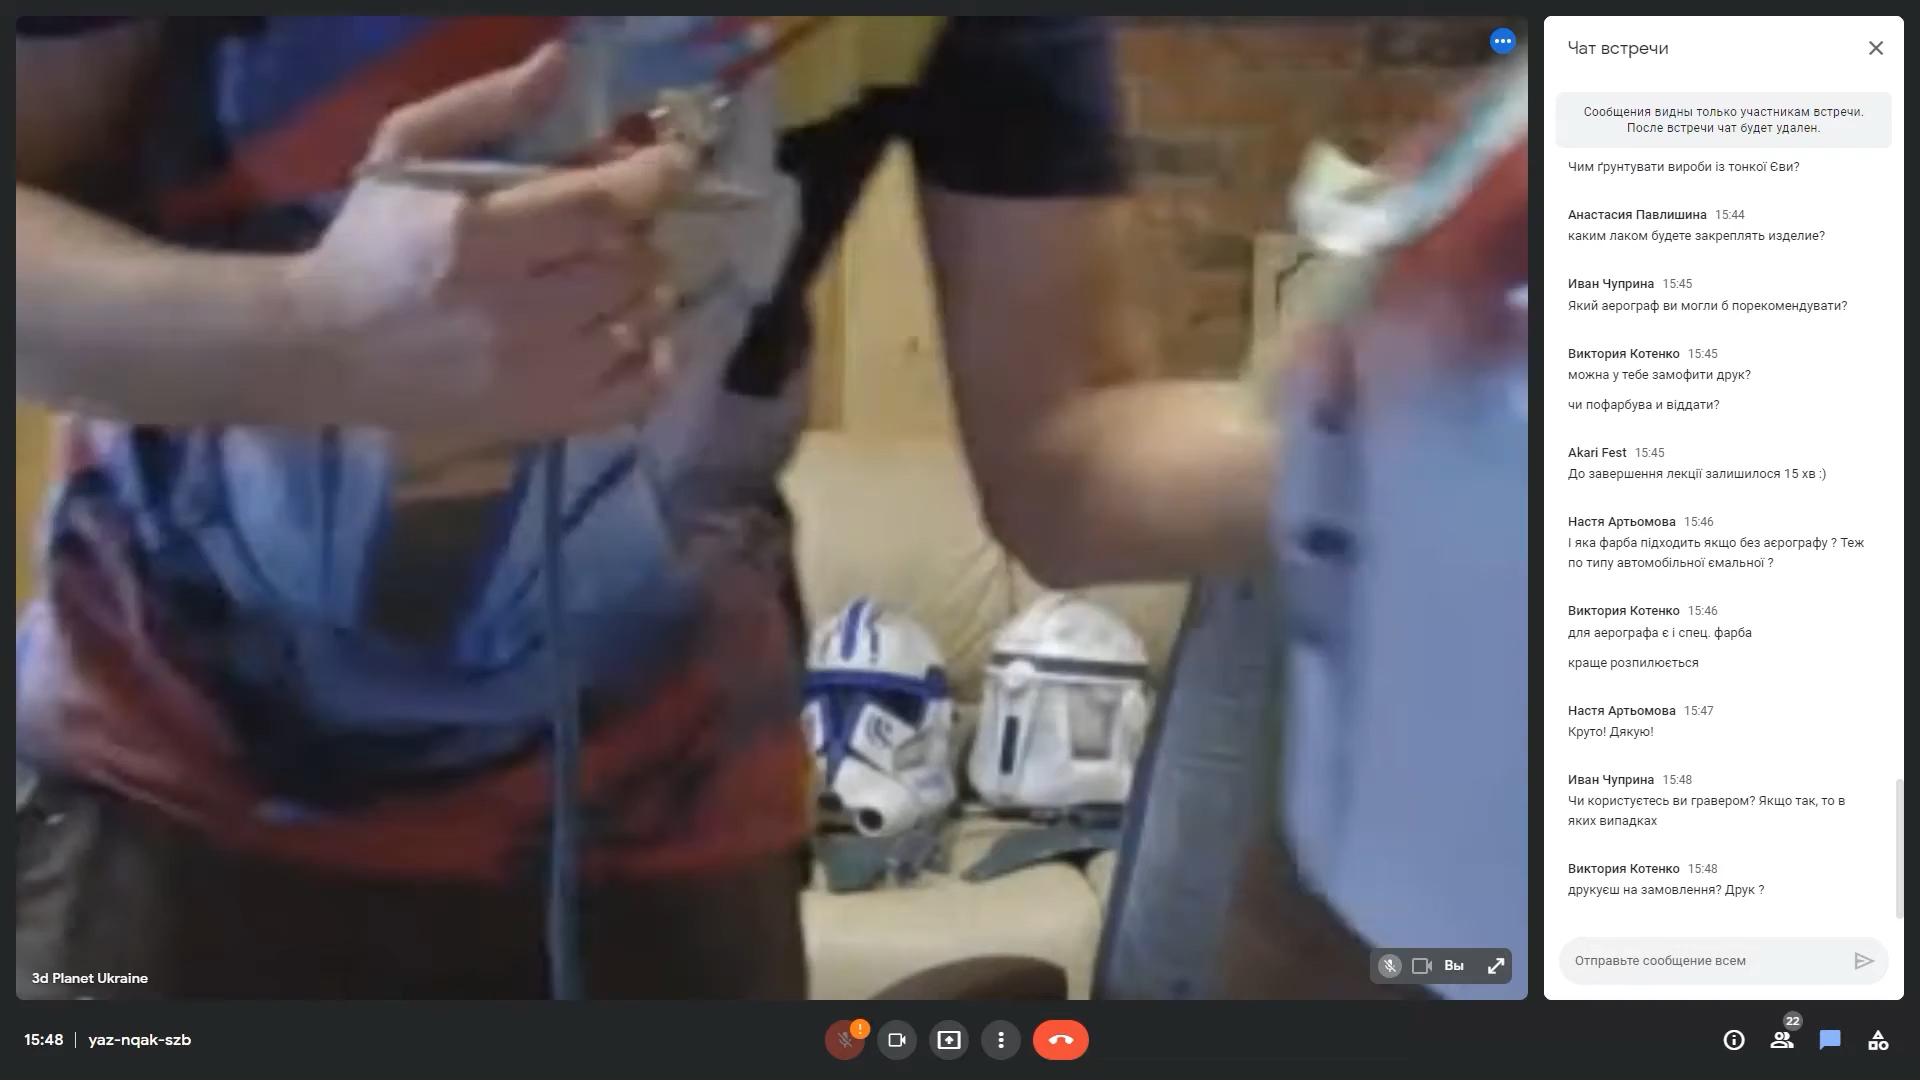 Чат встречи
Сообщения видны только участникам встречи.
После встречи чат будет удален.
Чим ґрунтувати вироби із тонкої Єви?
Анастасия Павлишина 15:44
каким лаком будете закреплять изделие?
Иван Чуприна 15:45
Який аерограф ви могли б порекомендувати?
Виктория Котенко 15:45
можна у тебе замофити друк?
чи пофарбува и віддати?
Akari Fest 15:45
До завершення лекції залишилося 15 хв :)
Настя Артьомова 15:46
І яка фарба підходить якщо без аєрографу ? Теж
по типу автомобільної ємальної ?
Виктория Котенко 15:46
для аерографа є і спец. фарба
краще розпилюється
Настя Артьомова 15:47
Круто! Дякую!
Иван Чуприна 15:48
Чи користуєтесь ви гравером? Якщо так, то в
яких випадках
Виктория Котенко 15:48
друкуєш на замовлення? Друк ?
Отправьте сообщение всем
3d Planet Ukraine
Вы
15:48 | yaz-nqak-szb
22